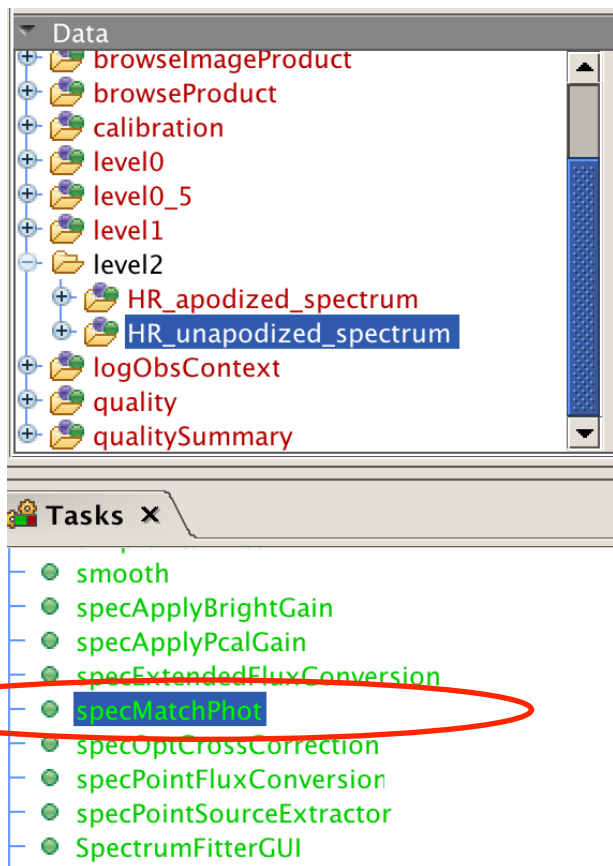 Data
browseImageProduct
browseProduct
calibration
level0
level0_5
level1
level2
HR_apodized_spectrum
HR_unapodized_spectrum
logObsContext
quality
qualitySummary
Tasks
smooth
specApplyBrightGain
specApplyPcalGain
specExtendedFluxConversion
specMatchPhot
specOptCrossCorrection
specPointFluxConversion
specPointSourceExtractor
SpectrumFitterGUI